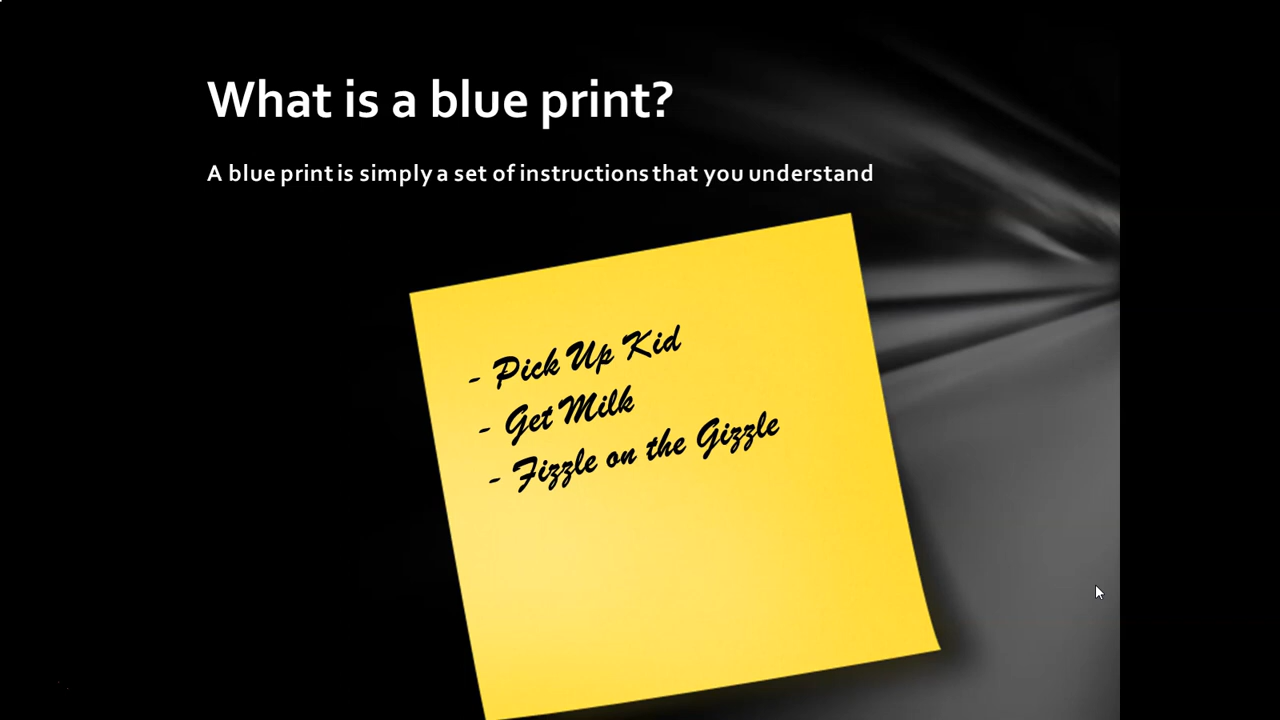 What is a blue print?
A blue print is simply a set of instructions that you understand
- Pick Up Kid
- Get Milk
- Fizzle on the Gizzle